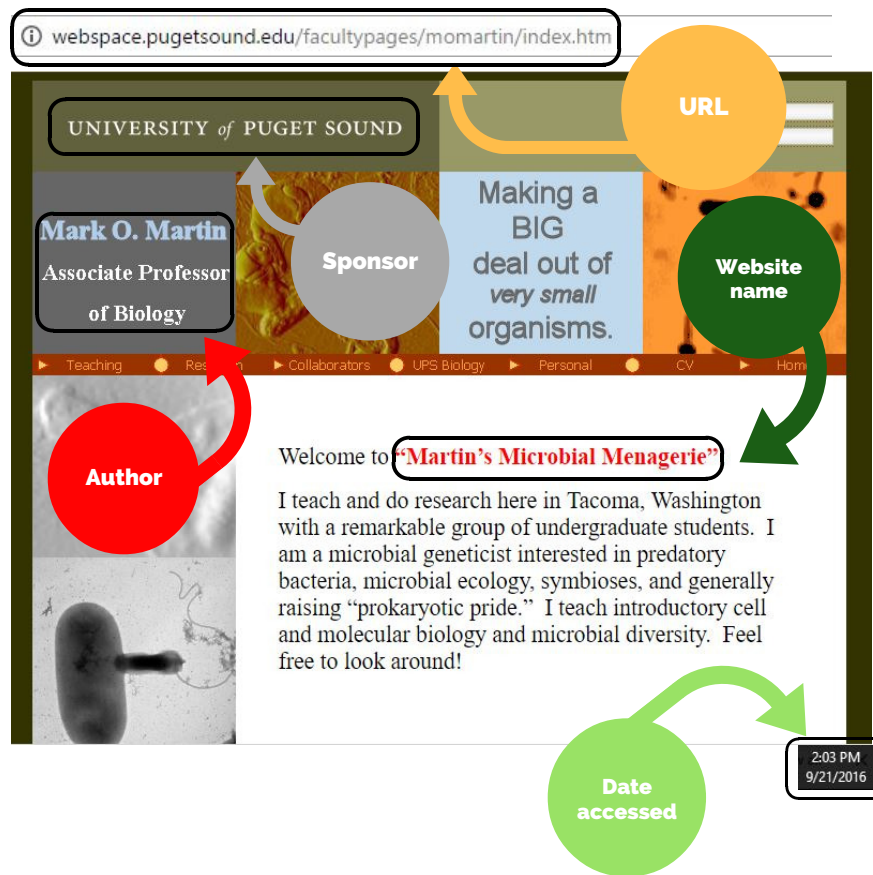 webspace.pugetsound.edu/facultypages/momartin/index.htm
URL
UNIVERSITY of PUGET SOUND
Mark O. Martin
Associate Professor
of Biology
Sponsor
Making a
BIG
deal out of
very small
organisms.
Website
name
Teaching
Collaborators
UPS Biology
Personal
CV
Author
Welcome to “Martin’s Microbial Menagerie”
I teach and do research here in Tacoma, Washington
with a remarkable group of undergraduate students. I
am a microbial geneticist interested in predatory
bacteria, microbial ecology, symbioses, and generally
raising “prokaryotic pride.” I teach introductory cell
and molecular biology and microbial diversity. Feel
free to look around!
Date
accessed
2:03 PM
9/21/2016